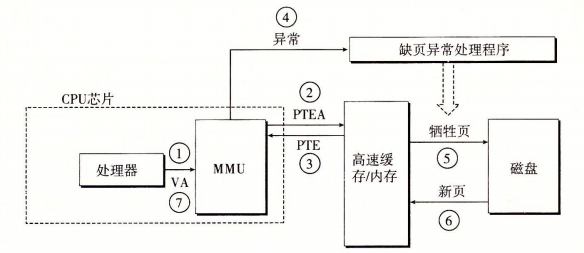 ④
异常
缺页异常处理程序
CPU芯片
②
PTEA
PTE
③
处理器
①
VA
⑦
MMU
高速缓
存/内存
牺牲页
⑤
新页
⑥
磁盘